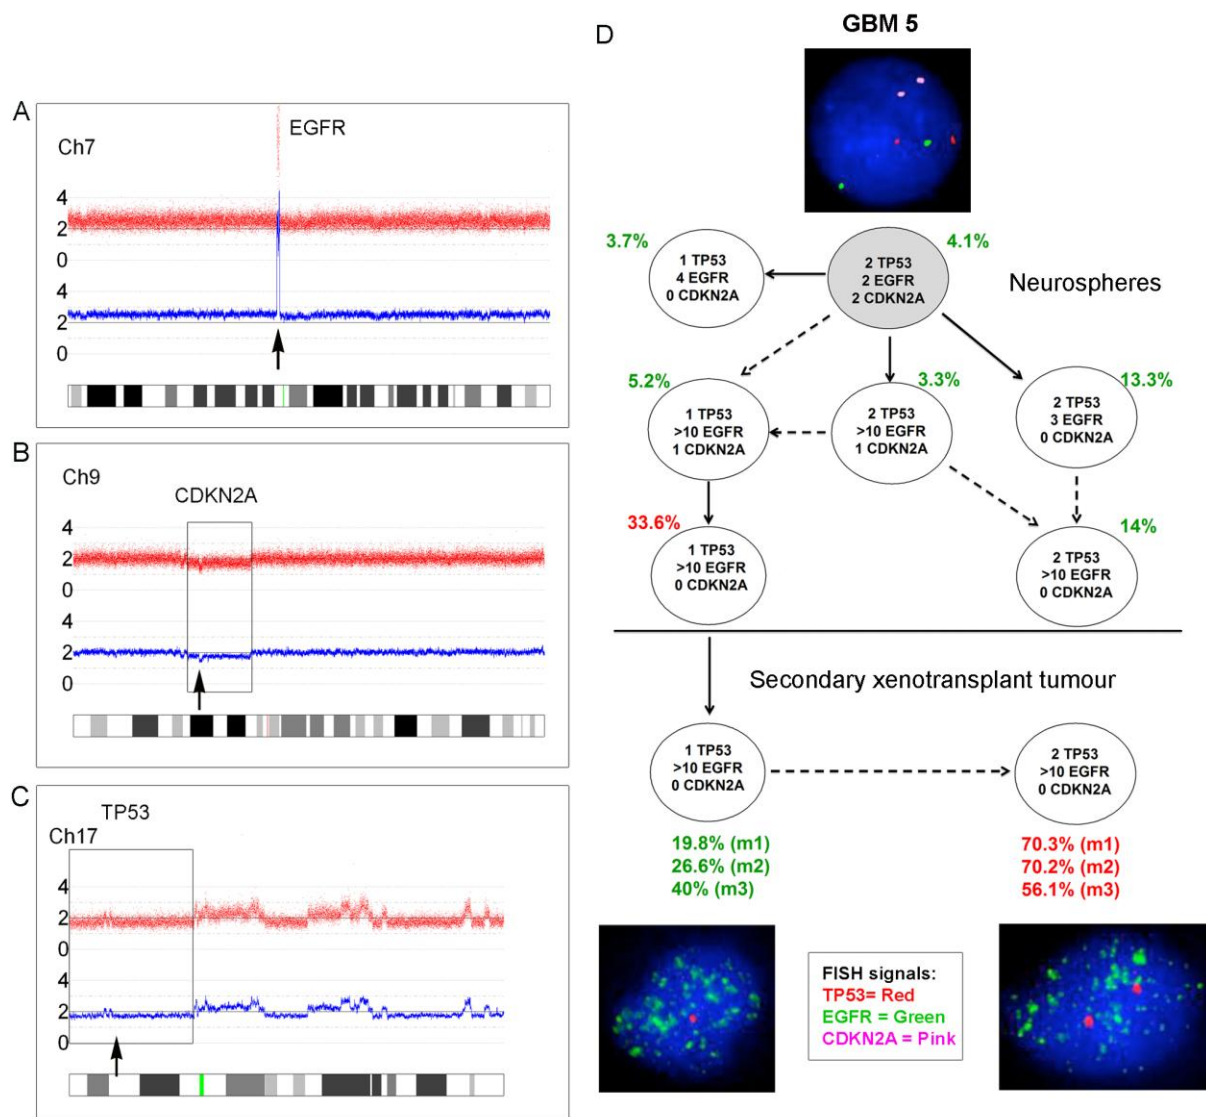 A
Ch7
EGFR
4
2
0
4
2
0
B
Ch9
CDKN2A
4
2
0
4
2
0
C
TP53
Ch17
4
2
0
4
2
0
D
GBM 5
3.7%
1 TP53
4 EGFR
0 CDKN2A
4.1%
2 TP53
2 EGFR
2 CDKN2A
Neurospheres
5.2%
1 TP53
>10 EGFR
1 CDKN2A
3.3%
2 TP53
>10 EGFR
1 CDKN2A
13.3%
2 TP53
3 EGFR
0 CDKN2A
33.6%
1 TP53
>10 EGFR
0 CDKN2A
14%
2 TP53
>10 EGFR
0 CDKN2A
Secondary xenotransplant tumour
1 TP53
>10 EGFR
0 CDKN2A
2 TP53
>10 EGFR
0 CDKN2A
19.8% (m1)
26.6% (m2)
40% (m3)
70.3% (m1)
70.2% (m2)
56.1% (m3)
FISH signals:
TP53= Red
EGFR = Green
CDKN2A = Pink